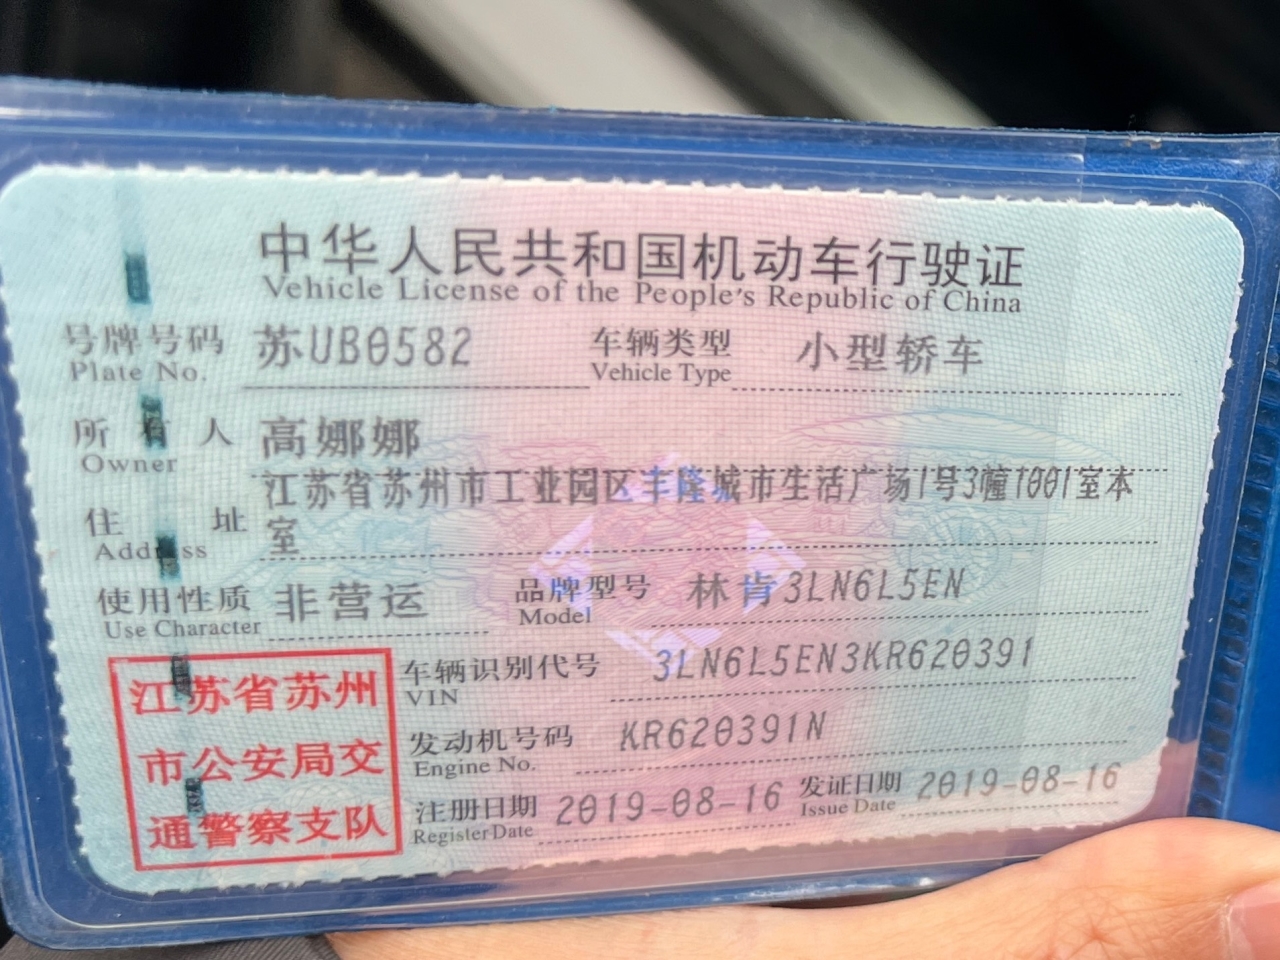 中华人民共和国机动车行驶证
Vehicle License of the People's Republic of China
号牌号码 苏UB0582 车辆类型 小型轿车
Plate No. Vehicle Type
所有人 高娜娜
Owner
住址 江苏省苏州市工业园区丰隆城市生活广场1号3幢1001室本
Address 室
使用性质 非营运 品牌型号 林肯3LN6L5EN
Use Character Model
江苏省苏州
市公安局交
通警察支队
车辆识别代号 3LN6L5EN3KR620391
VIN
发动机号码 KR620391N
Engine No.
注册日期 2019-08-16 发证日期 2019-08-16
Register Date Issue Date